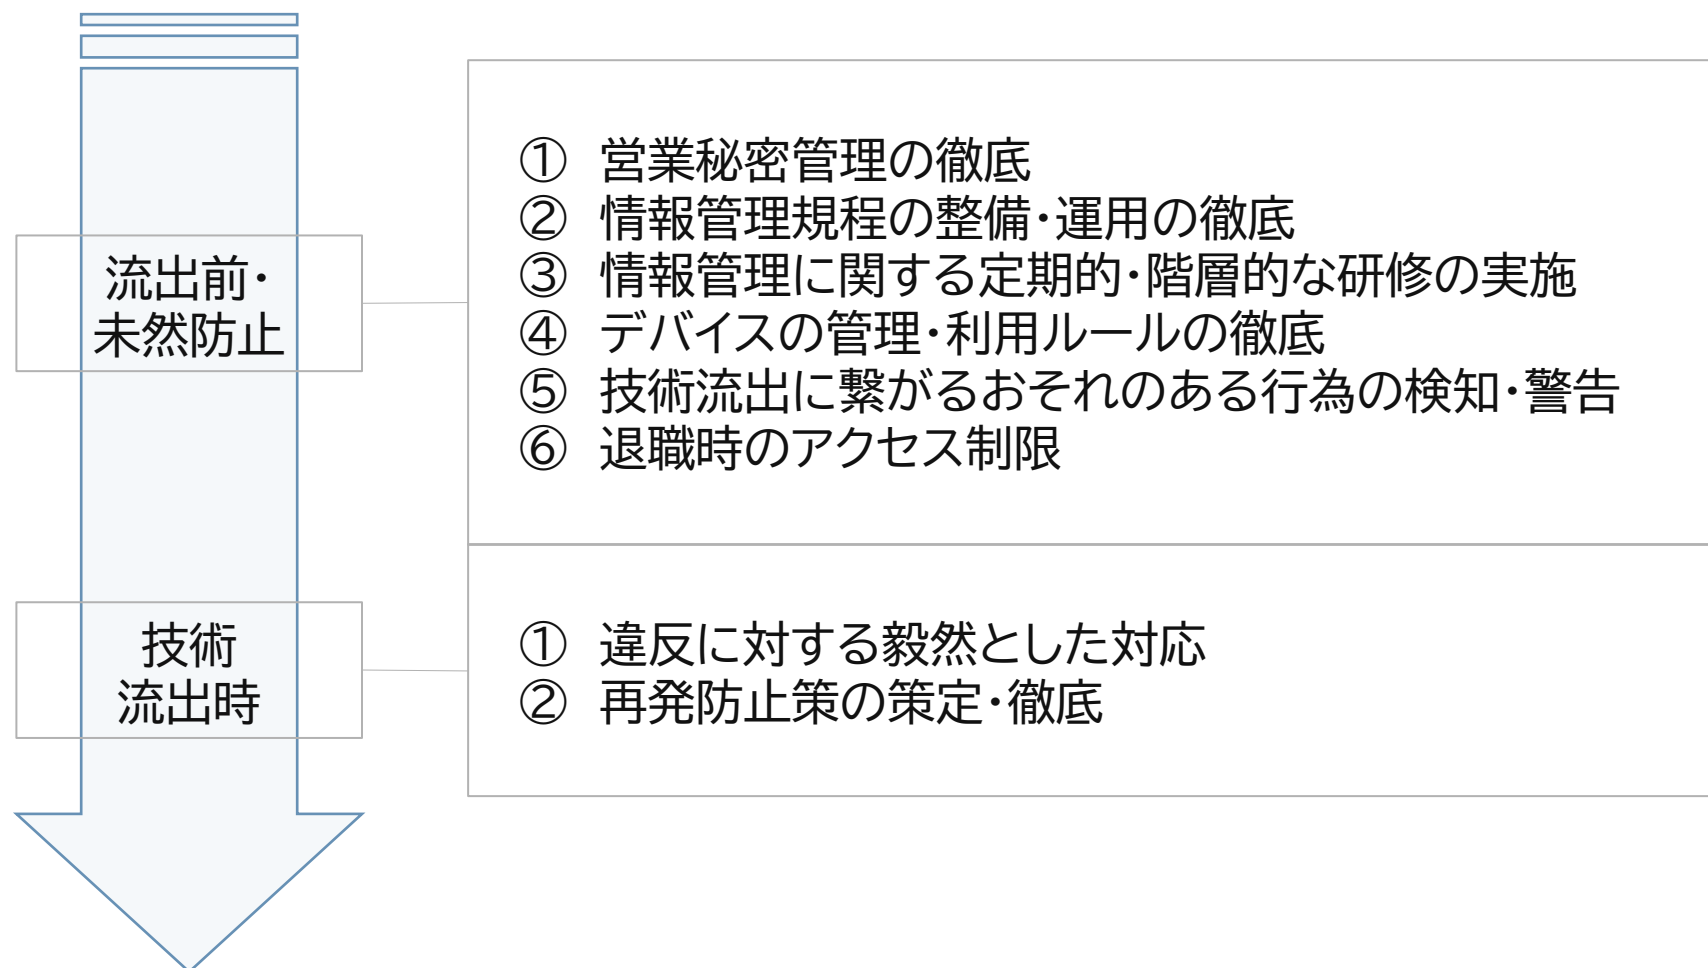 流出前・
未然防止
① 営業秘密管理の徹底
② 情報管理規程の整備・運用の徹底
③ 情報管理に関する定期的・階層的な研修の実施
④ デバイスの管理・利用ルールの徹底
⑤ 技術流出に繋がるおそれのある行為の検知・警告
⑥ 退職時のアクセス制限
技術
流出時
① 違反に対する毅然とした対応
② 再発防止策の策定・徹底